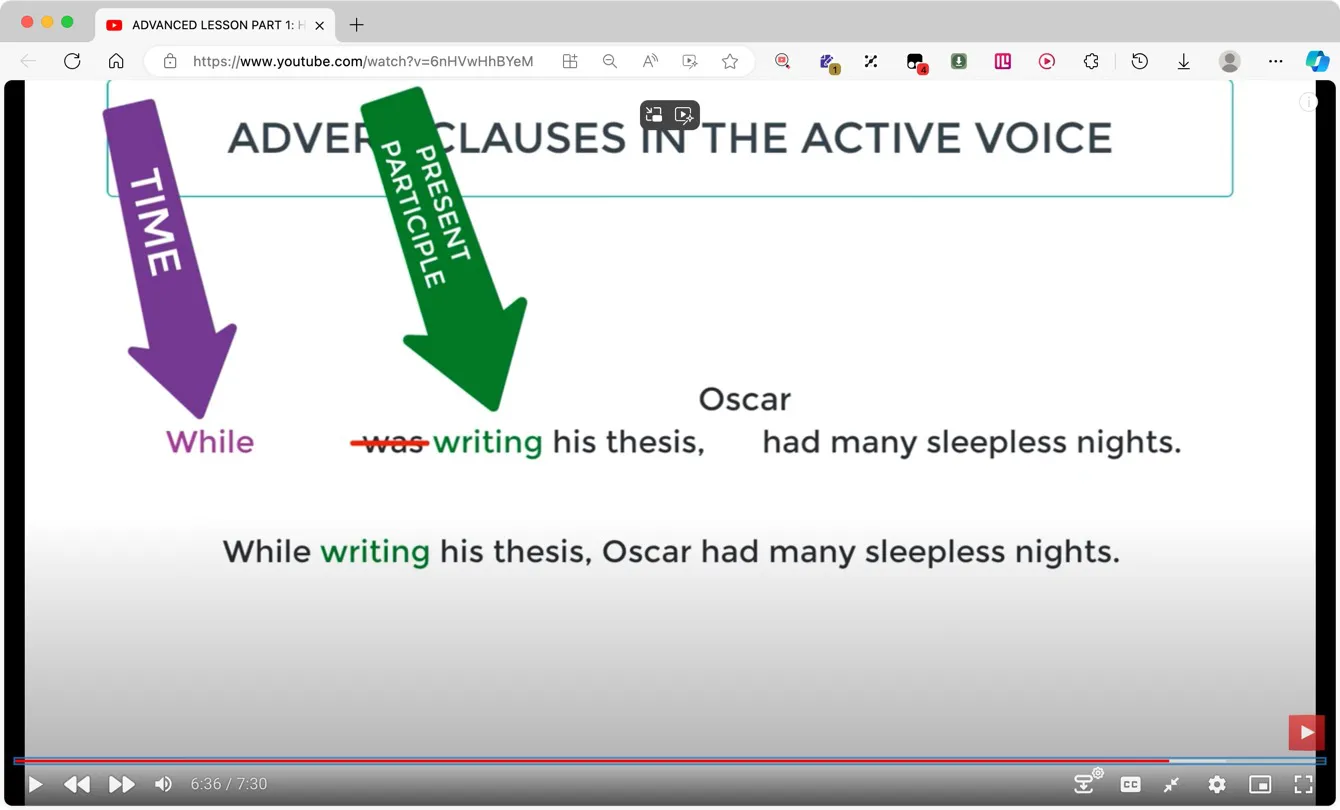 ADVANCED LESSON PART 1: H
https://www.youtube.com/watch?v=6nHVwHhBYeM
1
4
CLAUSES IN THE ACTIVE VOICE
TIME
PRESENT
PARTICIPLE
Oscar
While was writing his thesis, had many sleepless nights.
While writing his thesis, Oscar had many sleepless nights.
6:36 / 7:30
CC